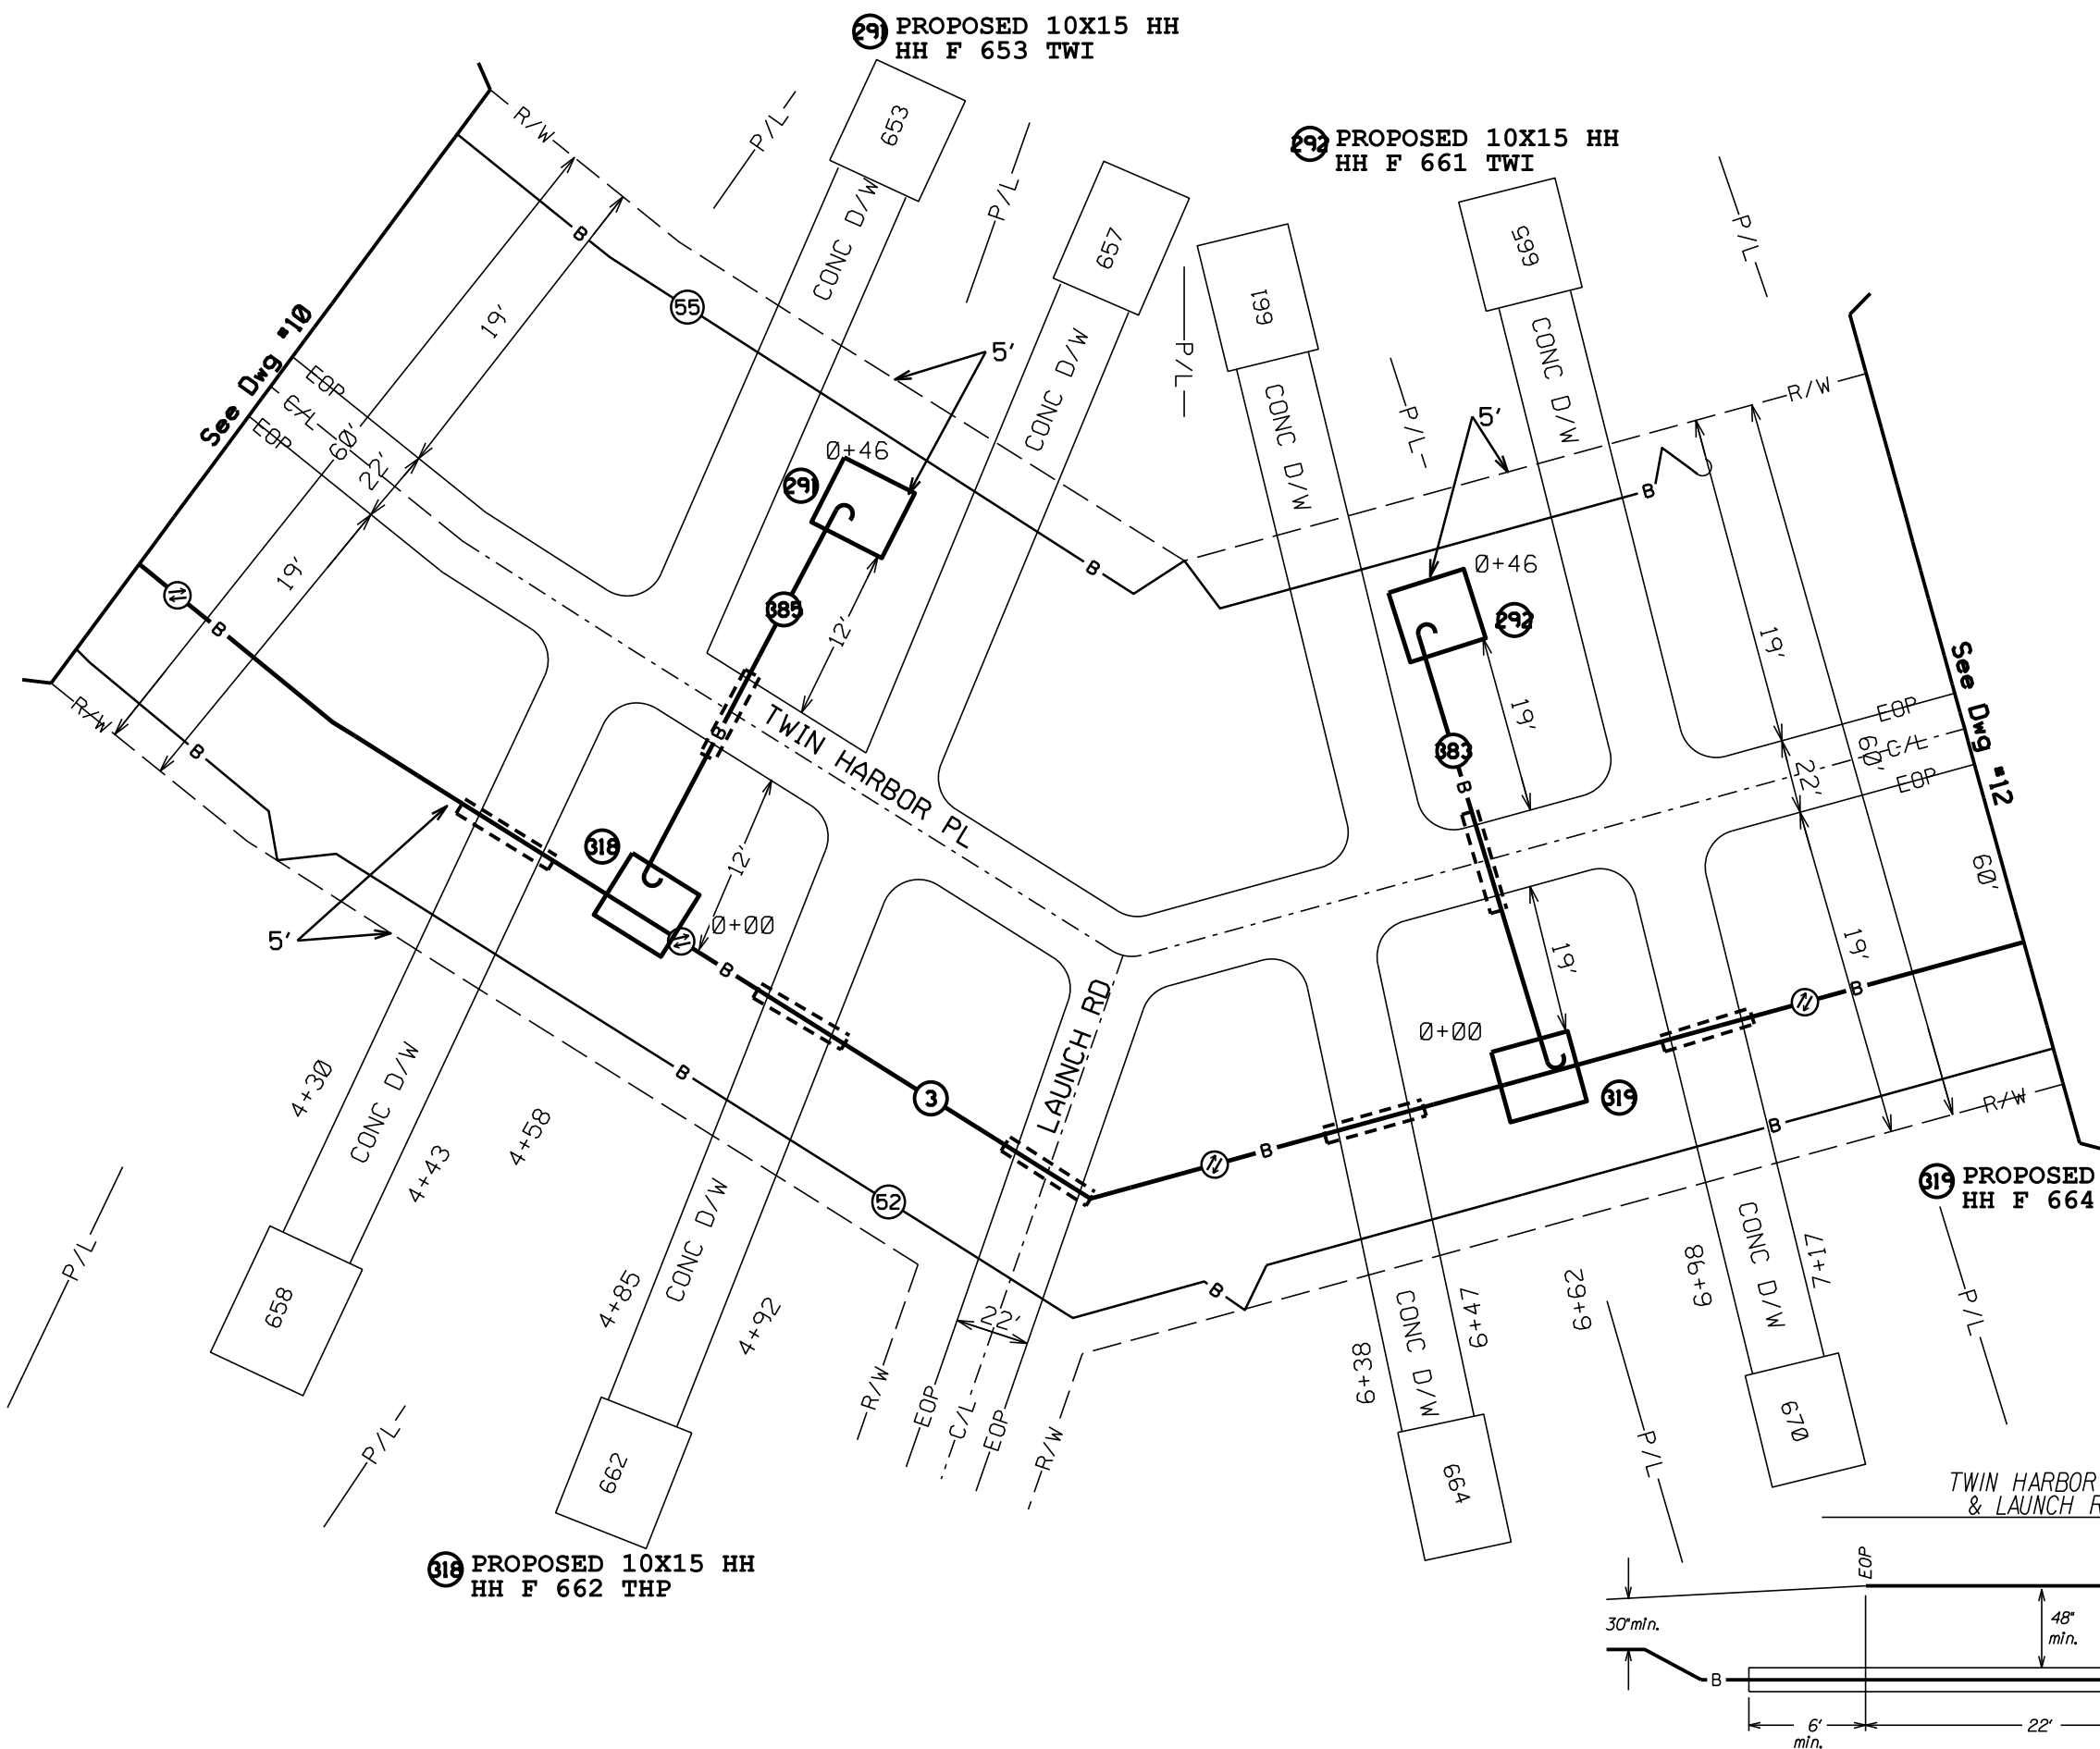 291 PROPOSED 10X15 HH
HH F 653 TWI
292 PROPOSED 10X15 HH
HH F 661 TWI
R/W
P/L
653
P/L
CONC D/W
657
CONC D/W
661
CONC D/W
P/L
665
CONC D/W
P/L
P/L
R/W
B
55
19'
60'
22'
19'
See Dwg #10
EOP
C/L
EOP
5'
5'
0+46
291
385
12'
B
B
B
0+46
292
383
B
19'
19'
22'
60'
19'
EOP
C/L
EOP
See Dwg #12
60'
B
R/W
B
TWIN HARBOR PL
318
12'
0+00
5'
B
B
3
LAUNCH RD
52
B
0+00
19'
319
B
B
B
R/W
B
319 PROPOSED
HH F 664
4+30
CONC D/W
4+43
4+58
P/L
658
4+85
CONC D/W
4+92
P/L
662
22'
R/W
EOP
C/L
EOP
R/W
6+38
CONC D/W
6+47
6+62
6+98
CONC D/W
7+17
P/L
P/L
664
670
318 PROPOSED 10X15 HH
HH F 662 THP
TWIN HARBOR
& LAUNCH R
EOP
30"min.
48"
min.
B
6'
min.
22'